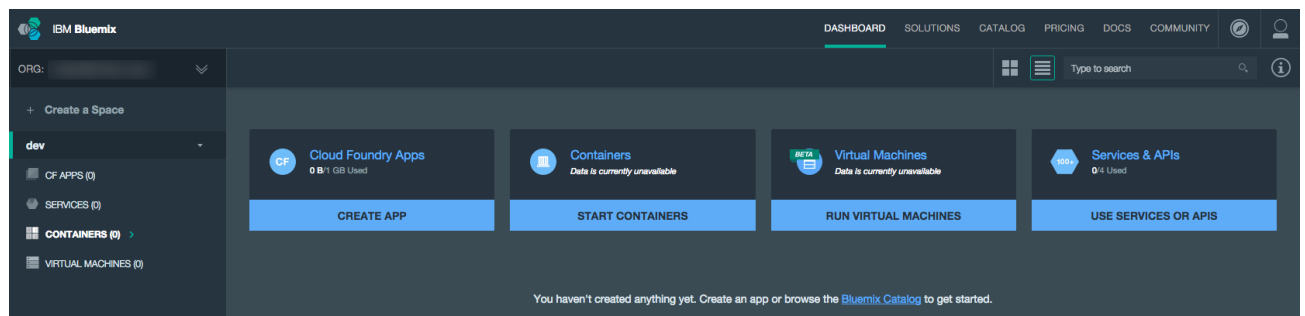 IBM Bluemix
DASHBOARD SOLUTIONS CATALOG PRICING DOCS COMMUNITY
ORG:
Type to search
+ Create a Space
dev
CF APPS (0)
SERVICES (0)
CONTAINERS (0) >
VIRTUAL MACHINES (0)
CF
Cloud Foundry Apps
0 B/1 GB Used
CREATE APP
Containers
Data is currently unavailable
START CONTAINERS
BETA
Virtual Machines
Data is currently unavailable
RUN VIRTUAL MACHINES
100+
Services & APIs
0/4 Used
USE SERVICES OR APIS
You haven't created anything yet. Create an app or browse the Bluemix Catalog to get started.